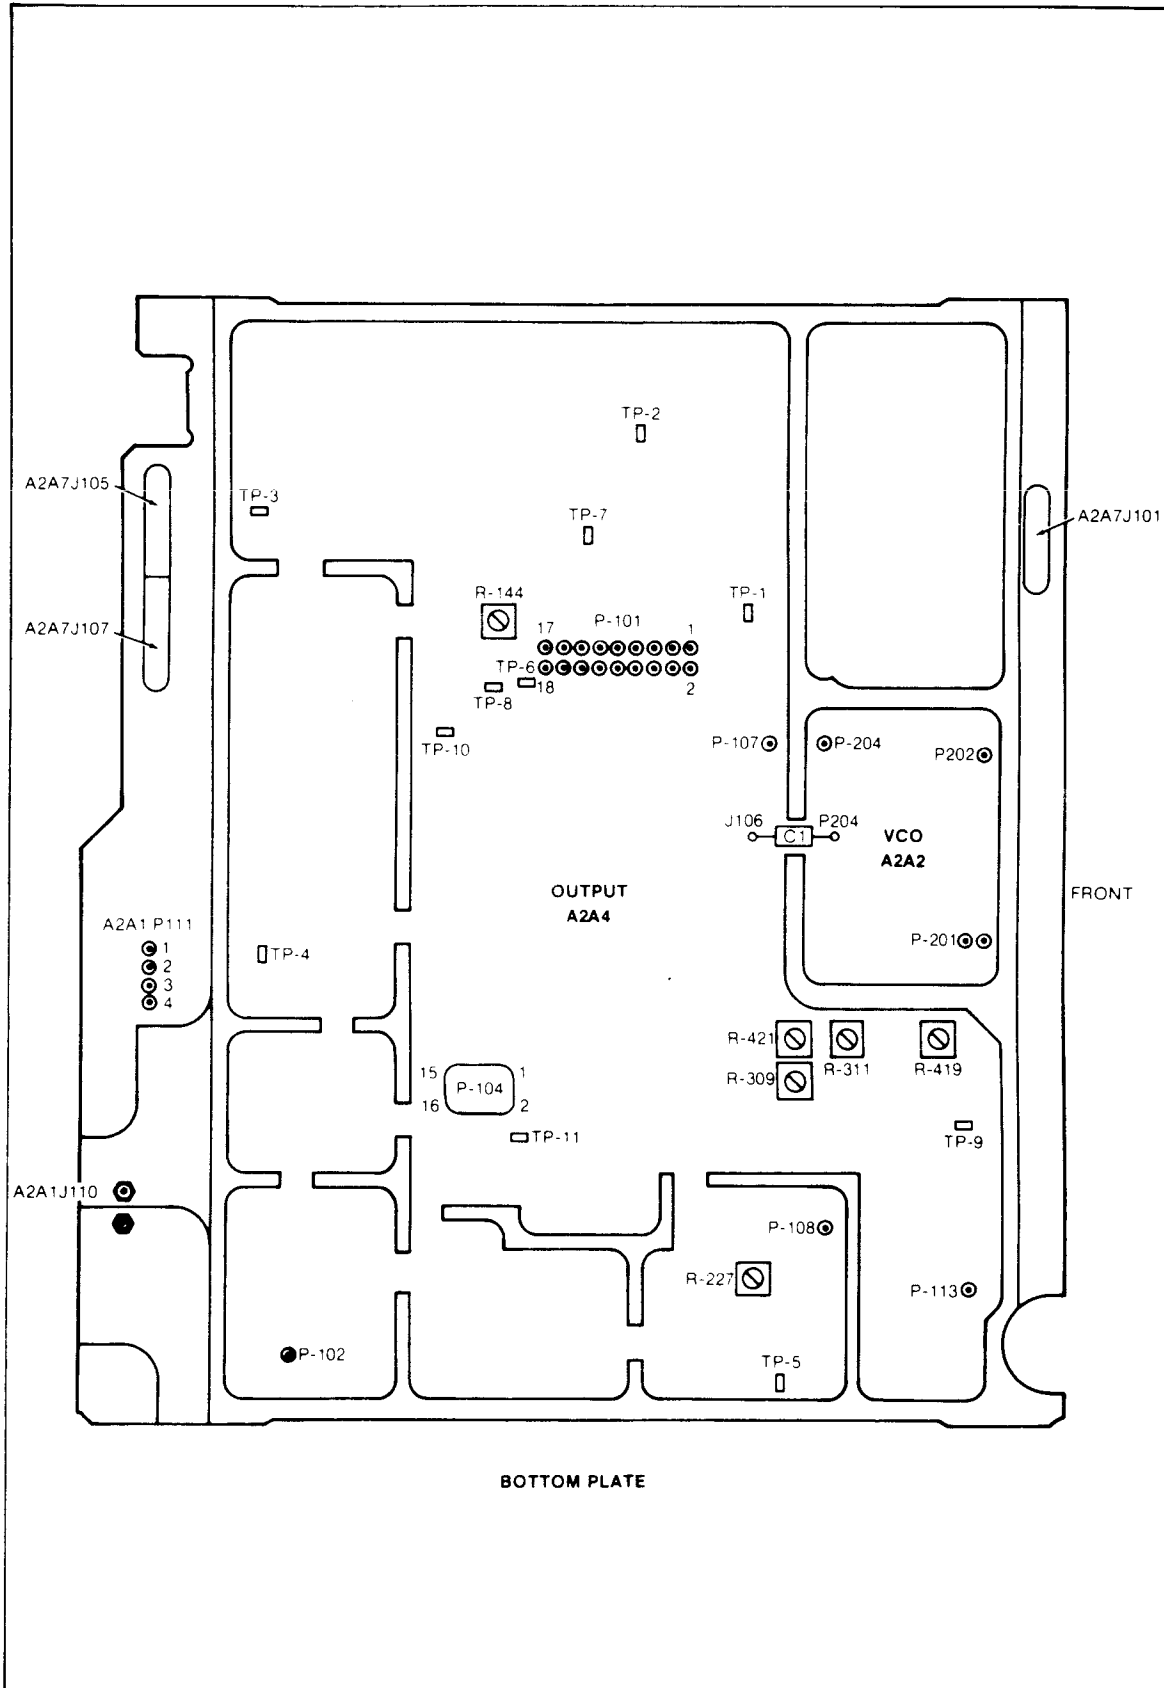 TP-2
A2A7J105
TP-3
TP-7
A2A7J101
R-144
TP-1
A2A7J107
17 P-101 1
TP-6
18 2
TP-8
TP-10
P-107
P-204
P202
J106 C1 P204
VCO
A2A2
OUTPUT
A2A4
FRONT
A2A1 P111
1
2
3
4
TP-4
P-201
R-421
R-311
R-419
R-309
15 P-104 1
16 2
TP-11
TP-9
A2A1J110
P-108
R-227
P-113
P-102
TP-5
BOTTOM PLATE